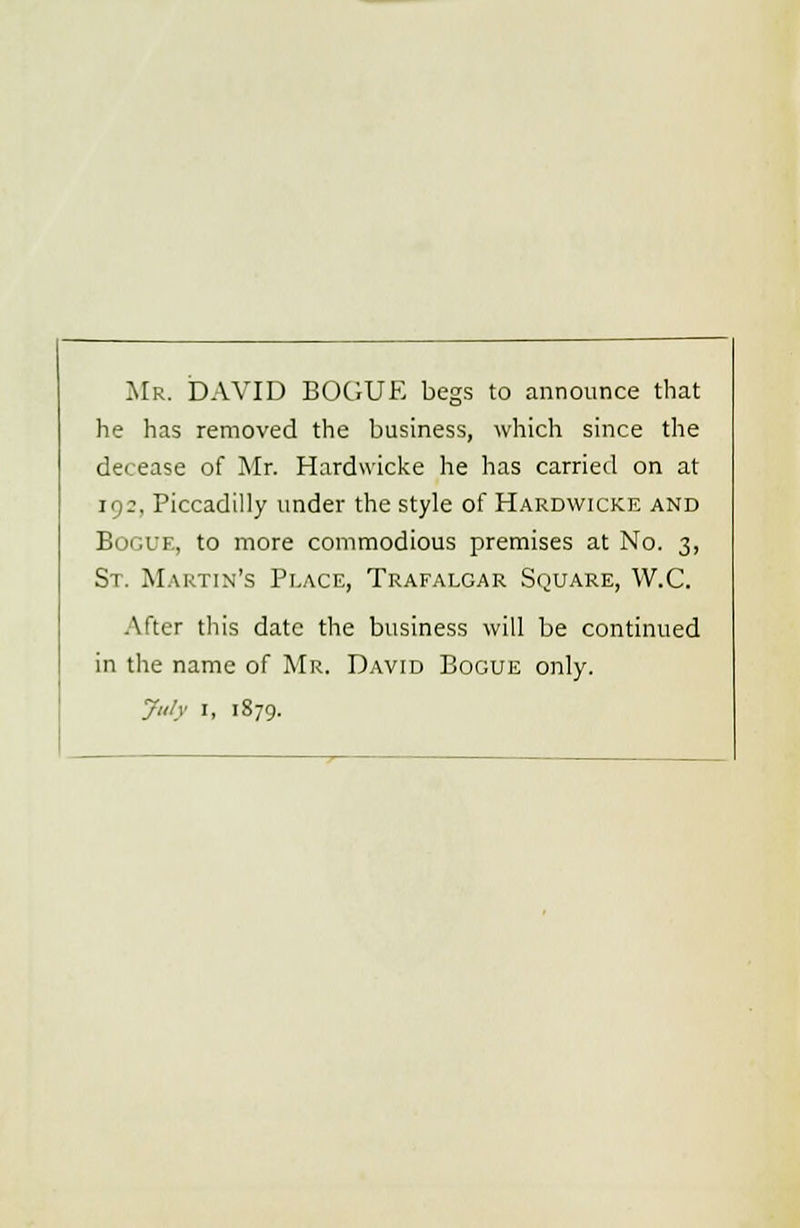 Mr. DAVID BOGUE begs to announce that
he has removed the business, which since the
decease of Mr. Hardwicke he has carried on at
192, Piccadilly under the style of Hardwicke and
Bogue, to more commodious premises at No. 3,
St. Martin's Place, Trafalgar Square, W.C.
After this date the business will be continued
in the name of Mr. David Bogue only.
July 1, 1879.